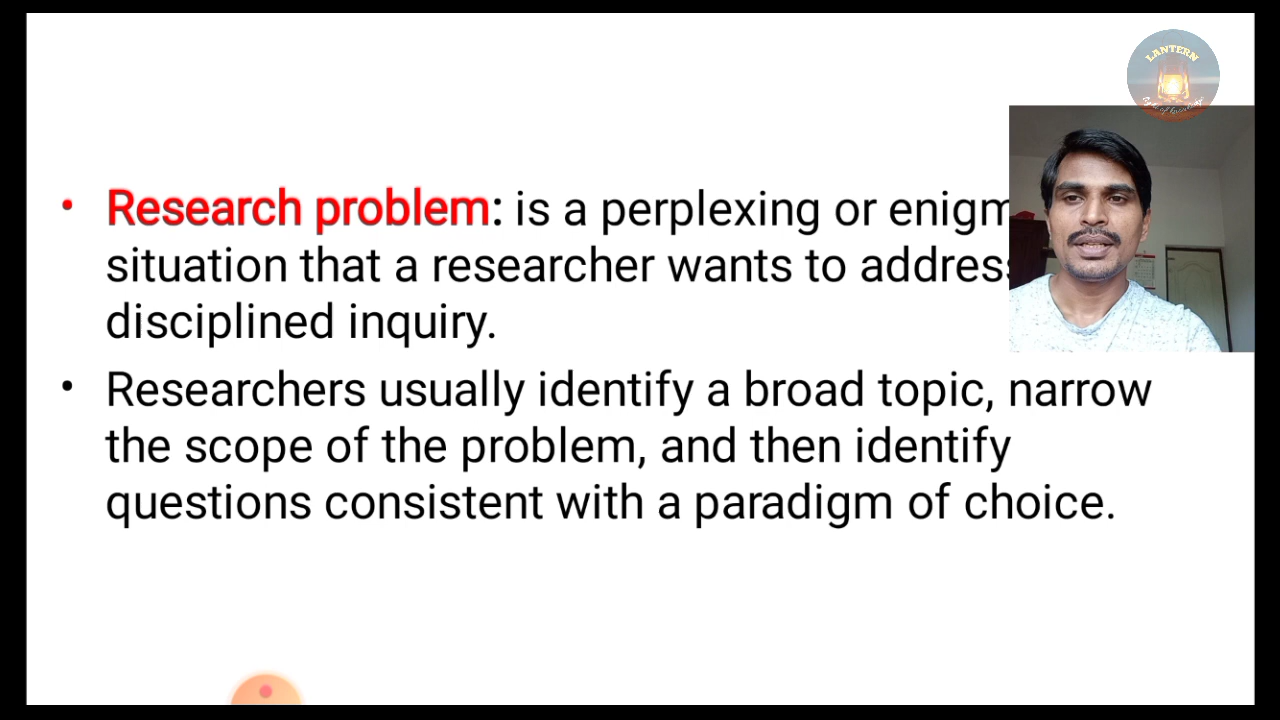 LANTERN
Research problem: is a perplexing or enigm
situation that a researcher wants to address
disciplined inquiry.
Researchers usually identify a broad topic, narrow
the scope of the problem, and then identify
questions consistent with a paradigm of choice.